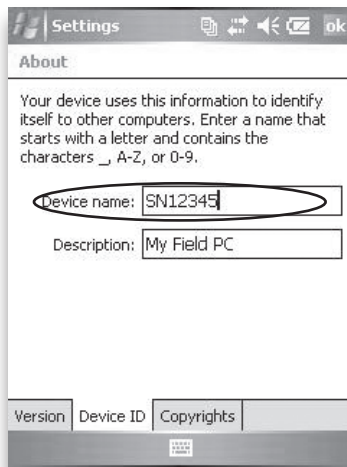 Settings
ok
About
Your device uses this information to identify
itself to other computers. Enter a name that
starts with a letter and contains the
characters _, A-Z, or 0-9.
Device name: SN12345
Description: My Field PC
Version Device ID Copyrights